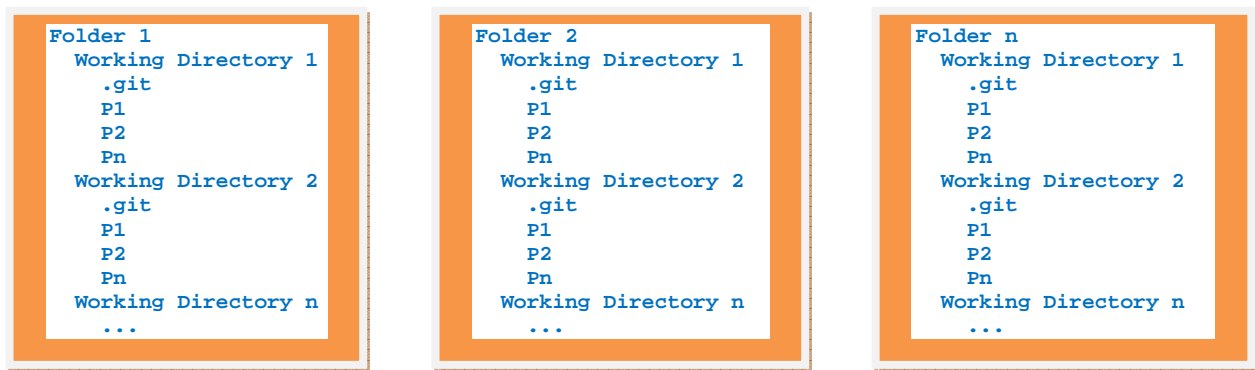 Folder 1
Working Directory 1
.git
P1
P2
Pn
Working Directory 2
.git
P1
P2
Pn
Working Directory n
...
Folder 2
Working Directory 1
.git
P1
P2
Pn
Working Directory 2
.git
P1
P2
Pn
Working Directory n
...
Folder n
Working Directory 1
.git
P1
P2
Pn
Working Directory 2
.git
P1
P2
Pn
Working Directory n
...